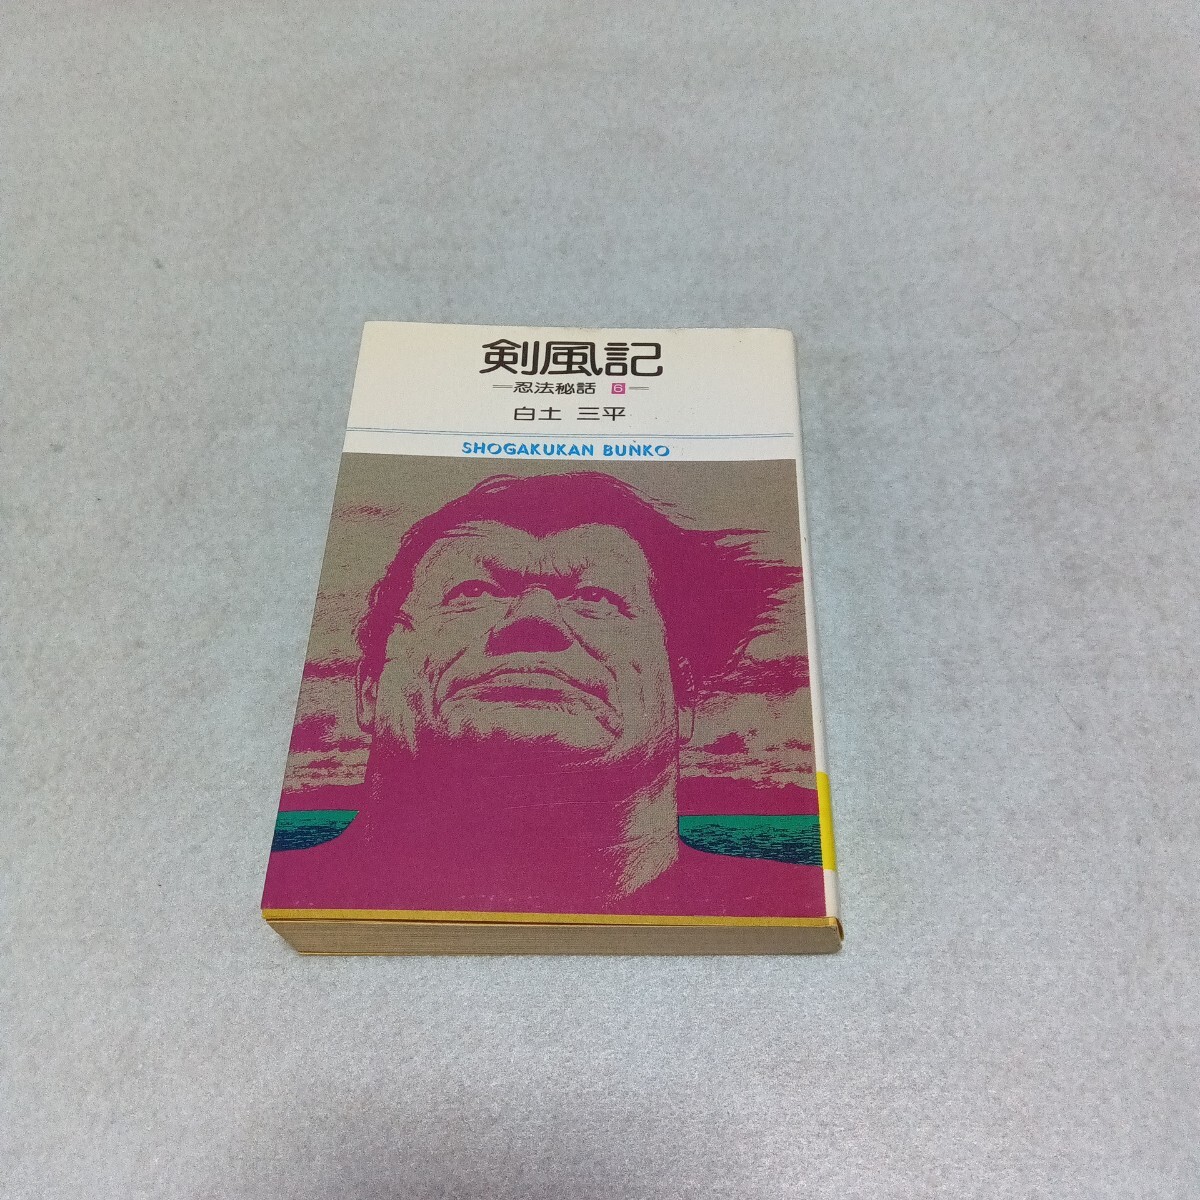 剣風記
=忍法秘話 6=
白土 三平
SHOGAKUKAN BUNKO